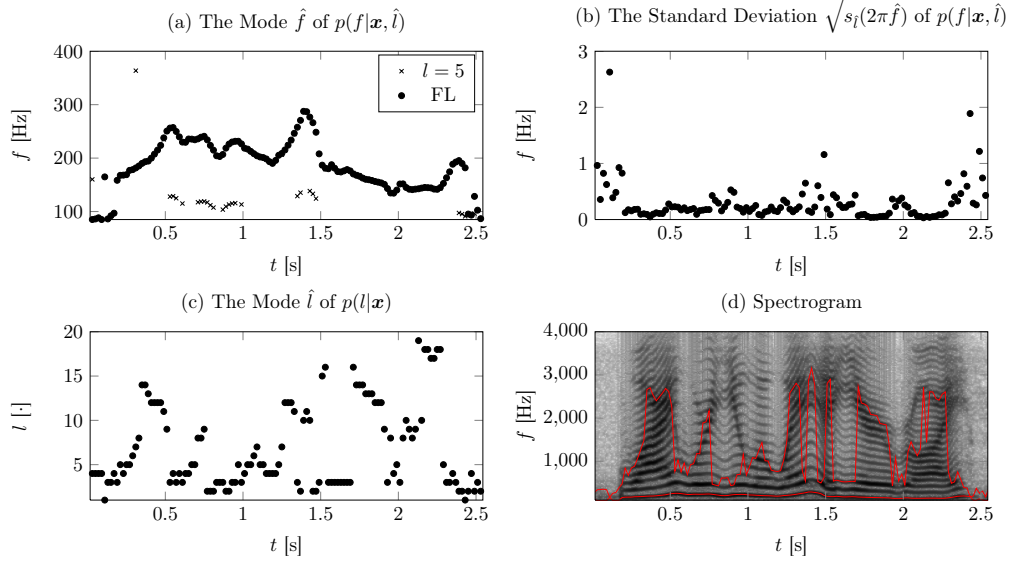 (a) The Mode f̂ of p(f|x, l̂)
400
300
200
100
f [Hz]
0.5 1 1.5 2 2.5
t [s]
l = 5
FL
(b) The Standard Deviation √s_l̂(2πf̂) of p(f|x, l̂)
3
2
1
0
f [Hz]
0.5 1 1.5 2 2.5
t [s]
(c) The Mode l̂ of p(l|x)
20
15
10
5
l [·]
0.5 1 1.5 2 2.5
t [s]
(d) Spectrogram
4,000
3,000
2,000
1,000
f [Hz]
0.5 1 1.5 2 2.5
t [s]